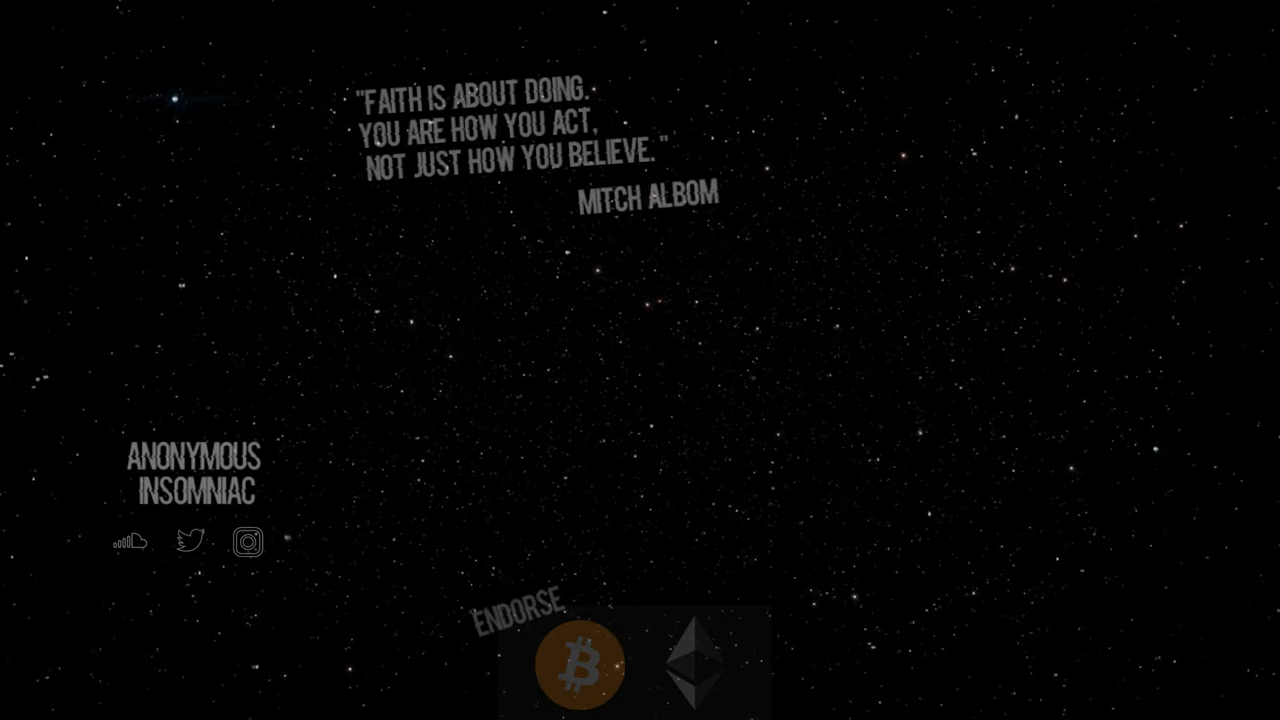 "FAITH IS ABOUT DOING.
YOU ARE HOW YOU ACT,
NOT JUST HOW YOU BELIEVE. "
MITCH ALBOM
ANONYMOUS
INSOMNIAC
ENDORSE